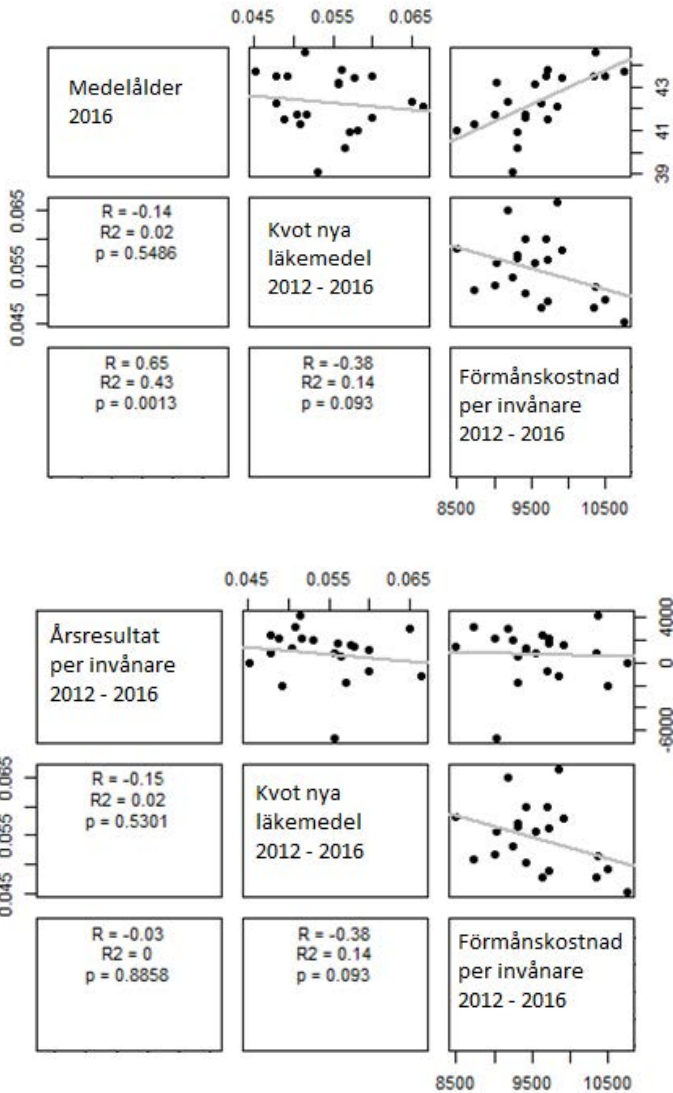 0.045 0.055 0.065
Medelålder
2016
43
41
39
0.065
0.055
0.045
R = -0.14
R2 = 0.02
p = 0.5486
Kvot nya
läkemedel
2012 - 2016
R = 0.65
R2 = 0.43
p = 0.0013
R = -0.38
R2 = 0.14
p = 0.093
Förmånskostnad
per invånare
2012 - 2016
8500 9500 10500
0.045 0.055 0.065
Årsresultat
per invånare
2012 - 2016
4000
0
-6000
0.065
0.055
0.045
R = -0.15
R2 = 0.02
p = 0.5301
Kvot nya
läkemedel
2012 - 2016
R = -0.03
R2 = 0
p = 0.8858
R = -0.38
R2 = 0.14
p = 0.093
Förmånskostnad
per invånare
2012 - 2016
8500 9500 10500